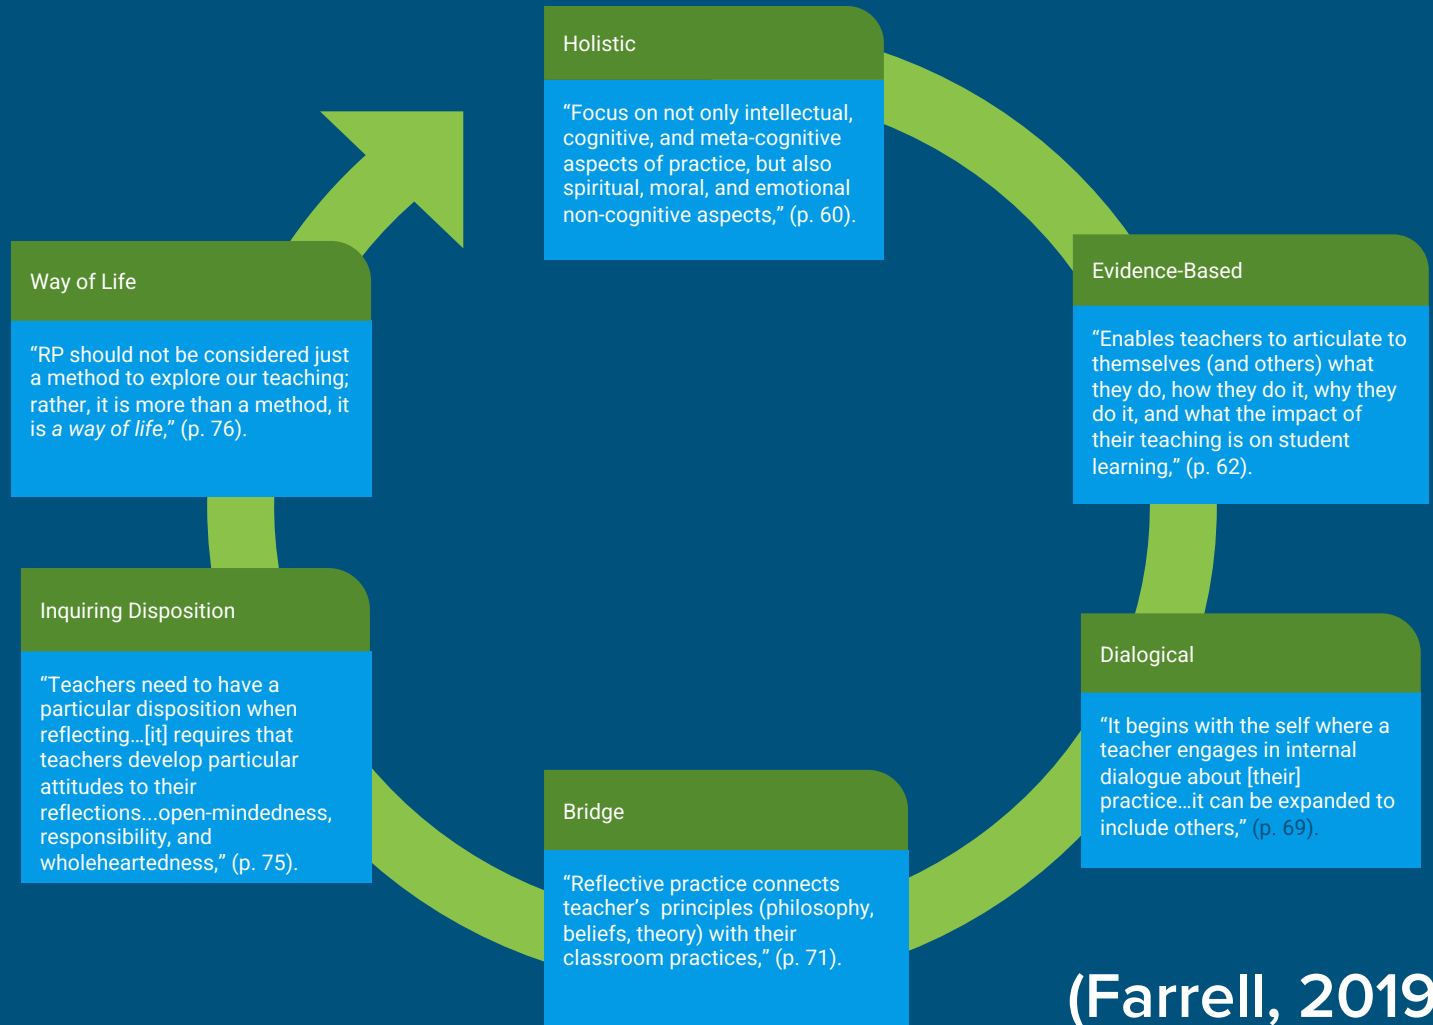 Holistic
“Focus on not only intellectual,
cognitive, and meta-cognitive
aspects of practice, but also
spiritual, moral, and emotional
non-cognitive aspects,” (p. 60).
Evidence-Based
“Enables teachers to articulate to
themselves (and others) what
they do, how they do it, why they
do it, and what the impact of
their teaching is on student
learning,” (p. 62).
Dialogical
“It begins with the self where a
teacher engages in internal
dialogue about [their]
practice…it can be expanded to
include others,” (p. 69).
Bridge
“Reflective practice connects
teacher’s  principles (philosophy,
beliefs, theory) with their
classroom practices,” (p. 71).
Inquiring Disposition
“Teachers need to have a
particular disposition when
reflecting…[it] requires that
teachers develop particular
attitudes to their
reflections...open-mindedness,
responsibility, and
wholeheartedness,” (p. 75).
Way of Life
“RP should not be considered just
a method to explore our teaching;
rather, it is more than a method, it
is a way of life,” (p. 76).
(Farrell, 2019